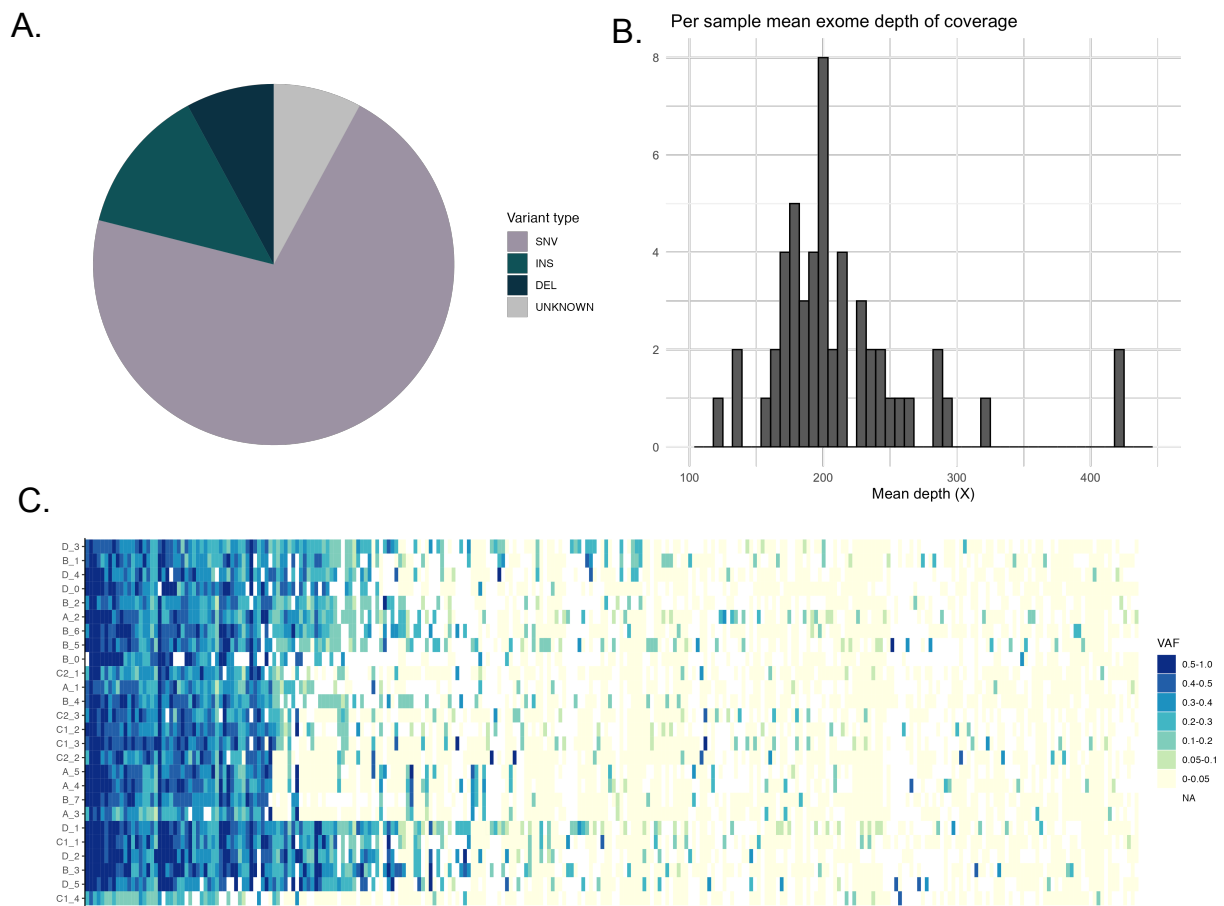 A.
Variant type
SNV
INS
DEL
UNKNOWN
B.
Per sample mean exome depth of coverage
8
6
4
2
0
100 200 300 400
Mean depth (X)
C.
D_3
B_1
D_4
D_0
B_2
A_2
B_6
B_5
B_0
C2_1
A_1
B_4
C2_3
C1_2
C1_3
C2_2
A_5
A_4
B_7
A_3
D_1
C1_1
D_2
B_3
D_5
C1_4
VAF
0.5-1.0
0.4-0.5
0.3-0.4
0.2-0.3
0.1-0.2
0.05-0.1
0-0.05
NA